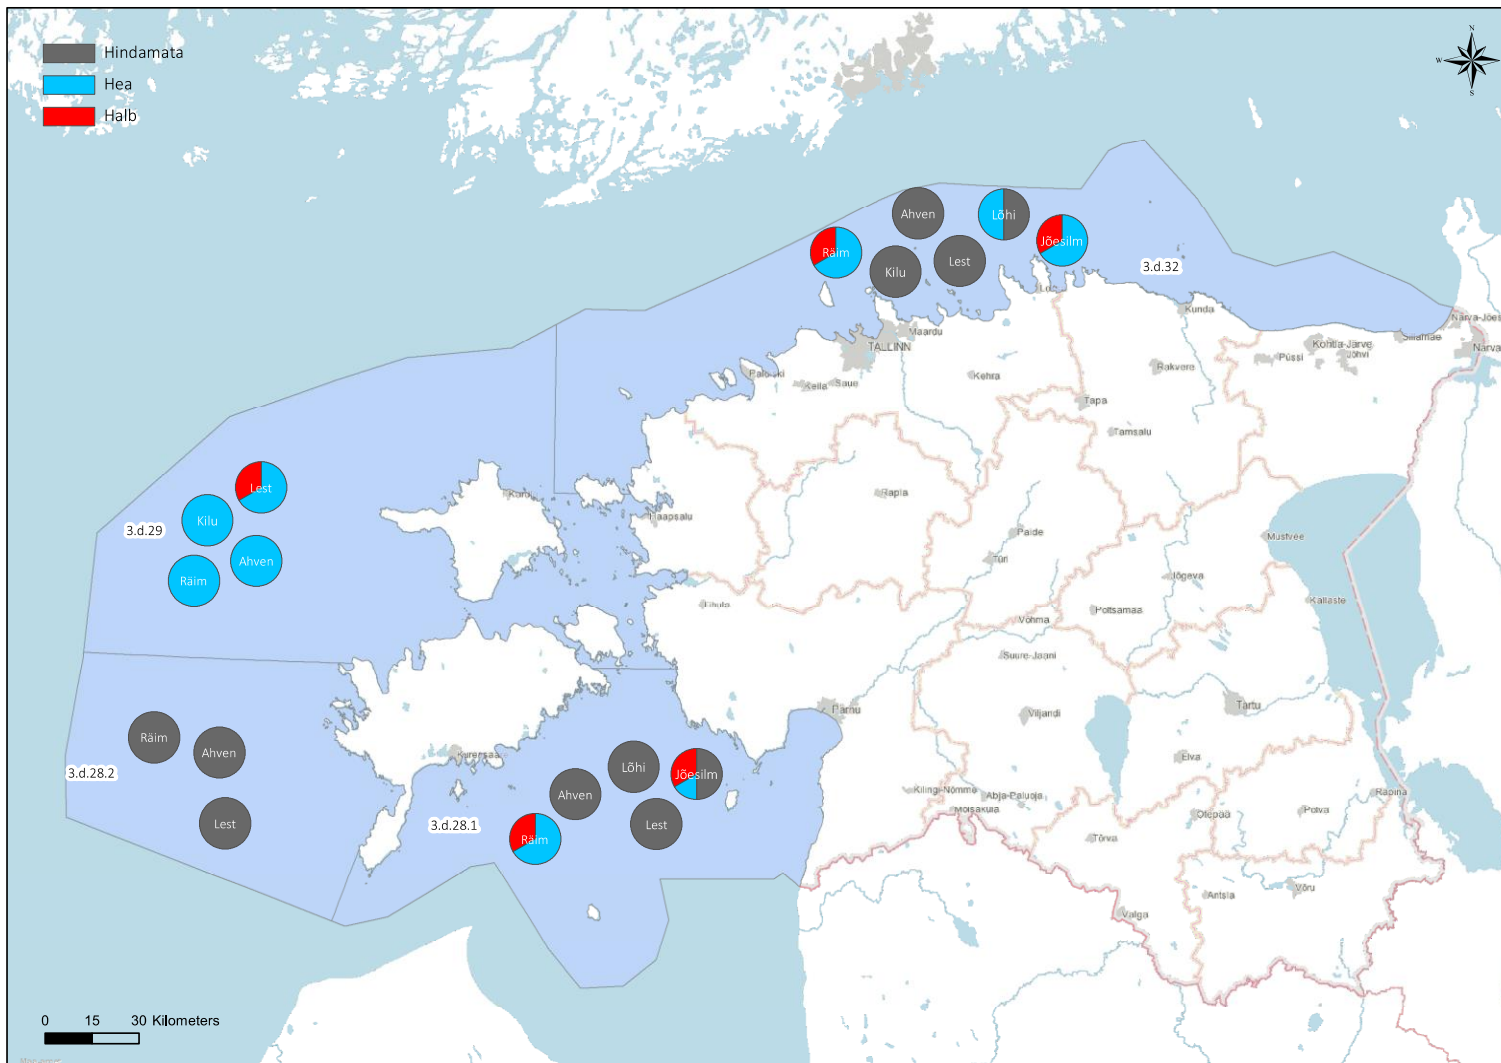 Hindamata
Hea
Halb
N
W
S
Ahven
Lõhi
Räim
Jõesilm
Kilu
Lest
3.d.32
Kunda
Maardu
TALLINN
Narva-Jões
Sillamäe
Narva
Kohtla-Järve
Püssi
Jõhvi
Keila
Saue
Kehra
Rakvere
Tapa
Tamsalu
Lest
Kilu
3.d.29
Ahven
Räim
Haapsalu
Rapla
Paide
Türi
Mustvee
Jõgeva
Kallaste
Põltsamaa
Võhma
Suure-Jaani
Pärnu
Viljandi
Tartu
Elva
Räim
Ahven
3.d.28.2
Lest
Lõhi
Jõesilm
Ahven
Lest
3.d.28.1
Räim
Kilingi-Nõmme
Abja-Paluoja
Mõisaküla
Räpina
Otepää
Põlva
Tõrva
Antsla
Võru
Valga
0 15 30 Kilometers